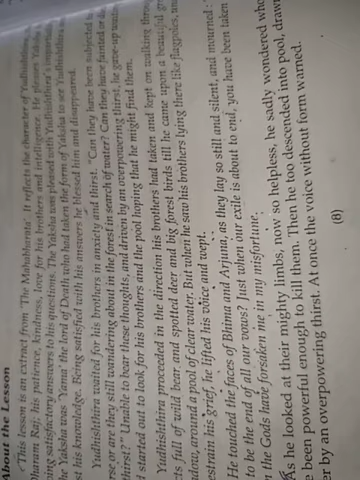 About the Lesson
This lesson is an extract from 'The Mahabharata'. It reflects the character of Yudhishthira
Dharam Raj; his patience, kindness, love for his brothers and intelligence. He pleases Yaksha
ing satisfactory answers to his questions. The Yaksha was pleased with Yudhishthira's impartia
he Yaksha was 'Yama' the lord of Death who had taken the form of Yaksha to see Yudhishthira
st his knowledge. Being satisfied with his answers he blessed him and disappeared.
Yudhishthira waited for his brothers in anxiety and thirst. "Can they have been subjected
se or are they still wandering about in the forest in search of water? Can they have fainted or
thirst?" Unable to bear these thoughts, and driven by an overpowering thirst, he gave up
d started out to look for his brothers and the pool hoping that he might find them.
Yudhishthira proceeded in the direction his brothers had taken and kept on walking throu
cts full of wild bear and spotted deer and big forest birds till he came upon a beautiful gr
adow, around a pool of clear water. But when he saw his brothers lying there like flagpoles,
estrain his grief, he lifted his voice and wept.
He touched the faces of Bhima and Arjuna, as they lay so still and silent, and mourned:
to be the end of all our vows? Just when our exile is about to end, you have been taken
n the Gods have forsaken me in my misfortune.
As he looked at their mighty limbs, now so helpless, he sadly wondered who
e been powerful enough to kill them. Then he too descended into pool, drawn
er by an overpowering thirst. At once the voice without form warned.
(8)